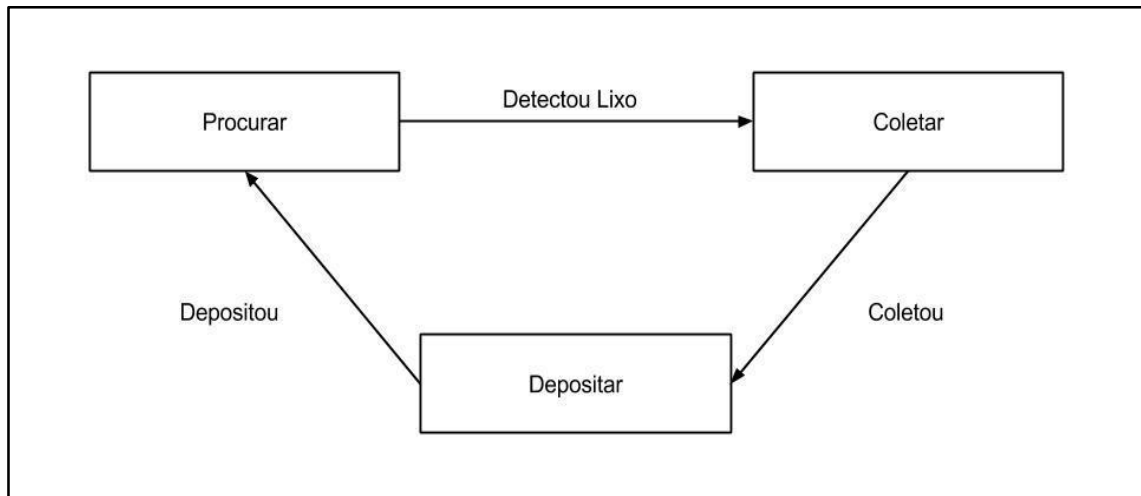 Detectou Lixo
Procurar
Coletar
Depositou
Coletou
Depositar